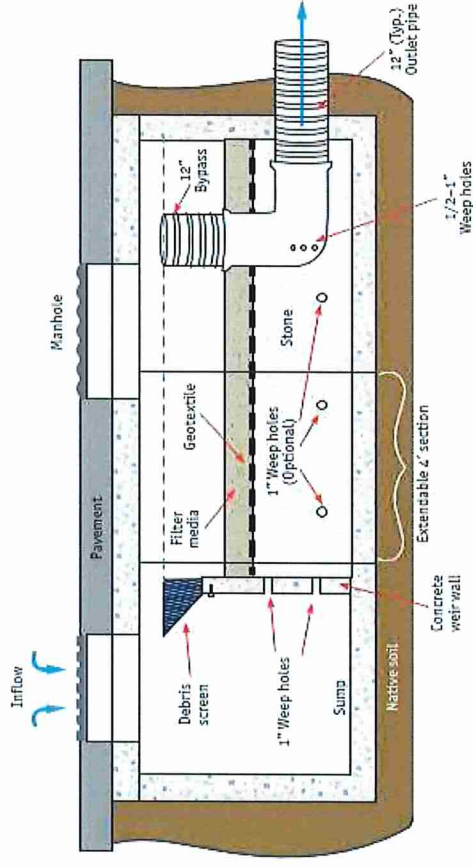 Inflow
Manhole
Pavement
12"
Bypass
Filter
media
Geotextile
Debris
screen
1" Weep holes
(Optional)
Stone
12" (Typ.)
Outlet pipe
1" Weep holes
1/2–1"
Weep holes
Sump
Native soil
Concrete
weir wall
Extendable 4' section